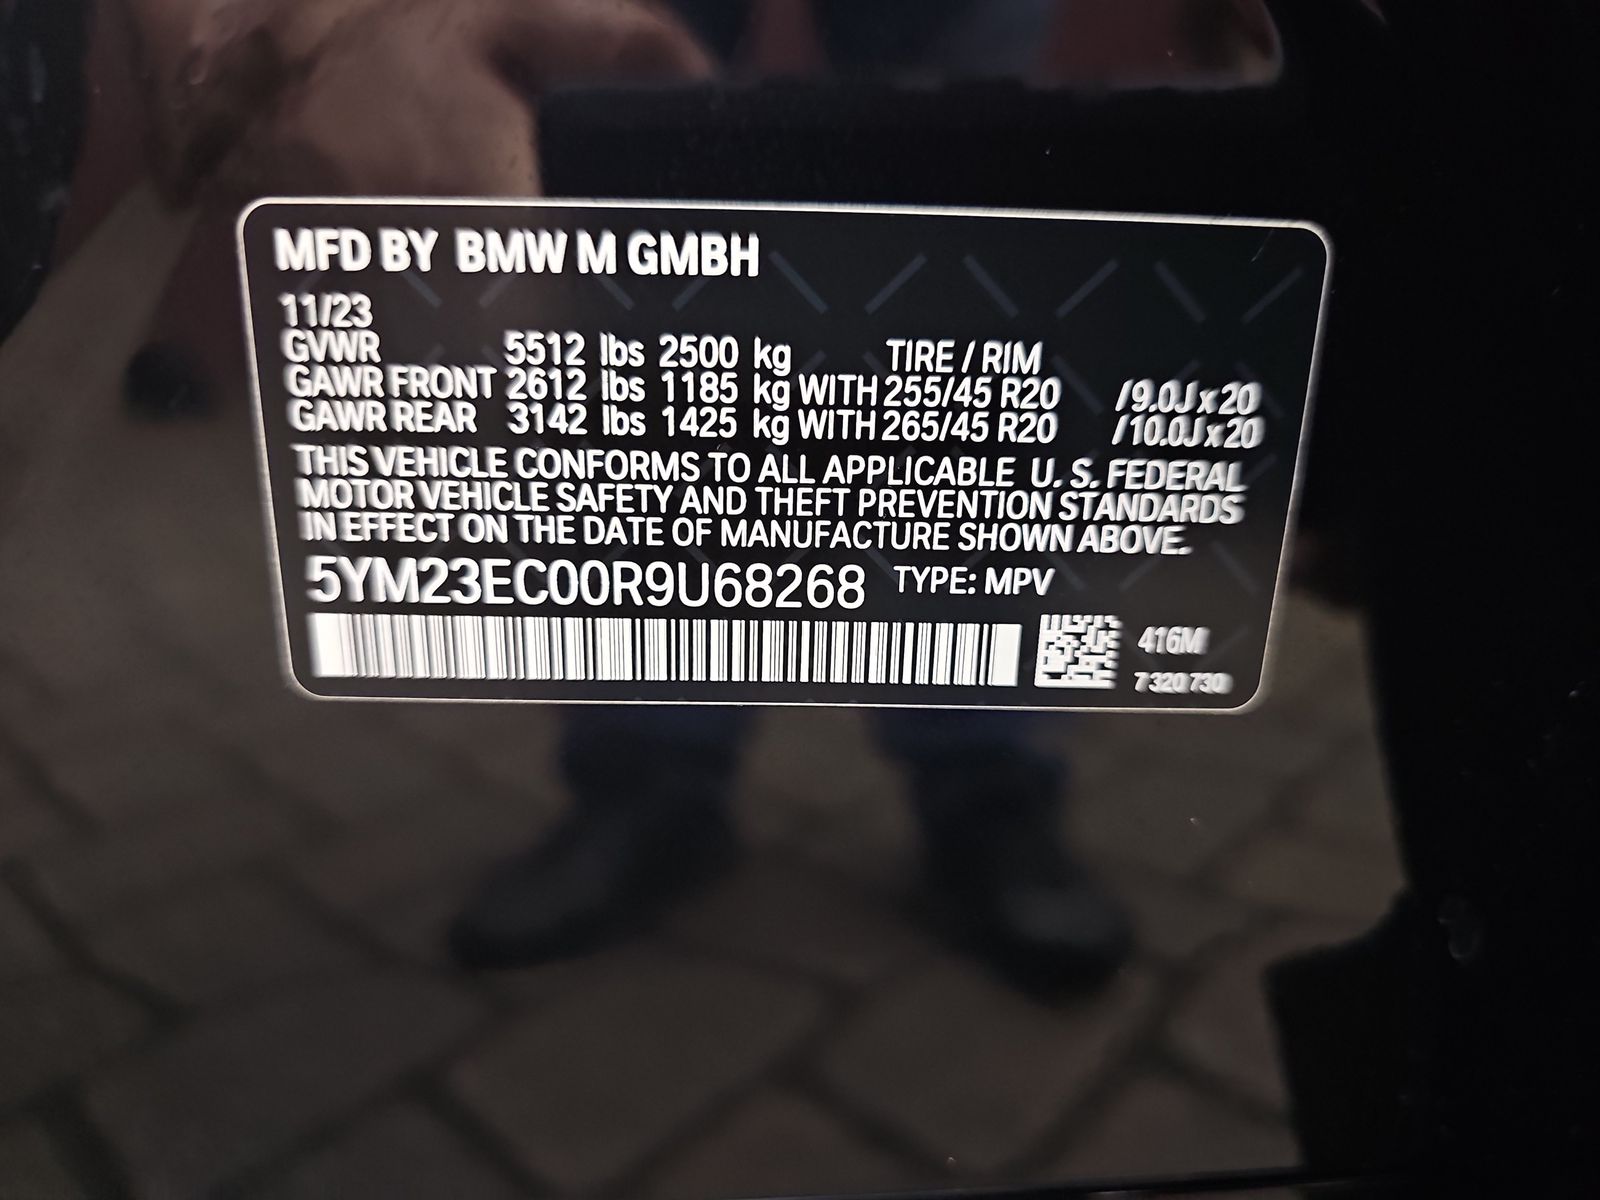 MFD BY BMW M GMBH
11/23
GVWR 5512 lbs 2500 kg TIRE / RIM
GAWR FRONT 2612 lbs 1185 kg WITH 255/45 R20 /9.0J x 20
GAWR REAR 3142 lbs 1425 kg WITH 265/45 R20 /10.0J x 20
THIS VEHICLE CONFORMS TO ALL APPLICABLE U. S. FEDERAL
MOTOR VEHICLE SAFETY AND THEFT PREVENTION STANDARDS
IN EFFECT ON THE DATE OF MANUFACTURE SHOWN ABOVE.
5YM23EC00R9U68268 TYPE: MPV
416M
7 320 730